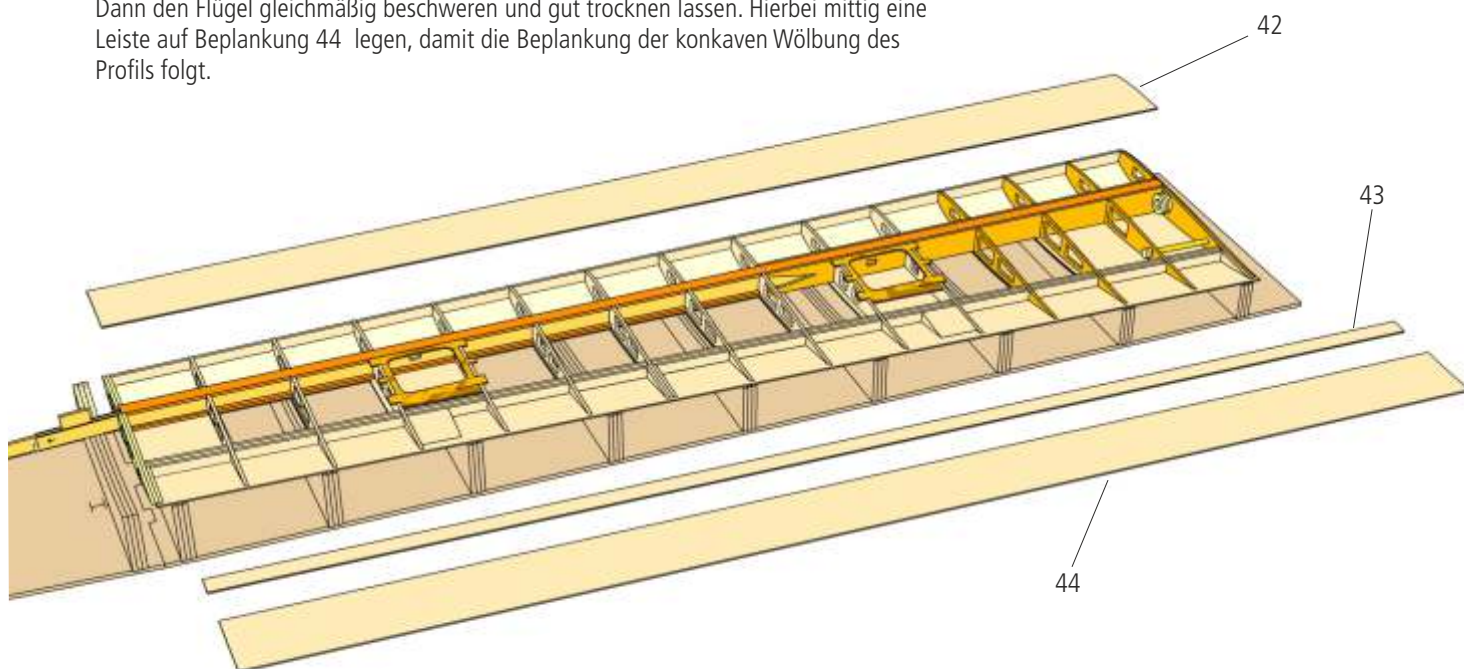 Dann den Flügel gleichmäßig beschweren und gut trocknen lassen. Hierbei mittig eine
Leiste auf Beplankung 44 legen, damit die Beplankung der konkaven Wölbung des
Profils folgt.
42
43
44